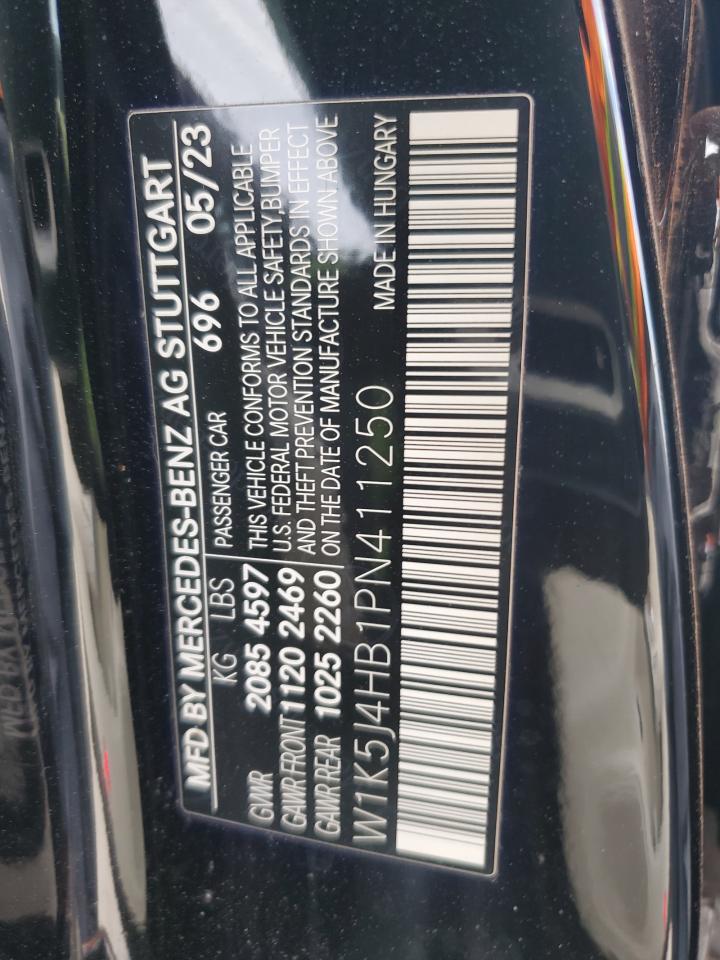 MFD BY MERCEDES-BENZ AG STUTTGART
KG LBS PASSENGER CAR 696 05/23
GVWR 2085 4597 THIS VEHICLE CONFORMS TO ALL APPLICABLE
GAWR FRONT 1120 2469 U.S. FEDERAL MOTOR VEHICLE SAFETY,BUMPER
GAWR REAR 1025 2260 AND THEFT PREVENTION STANDARDS IN EFFECT
ON THE DATE OF MANUFACTURE SHOWN ABOVE
W1K5J4HB1PN411250 MADE IN HUNGARY